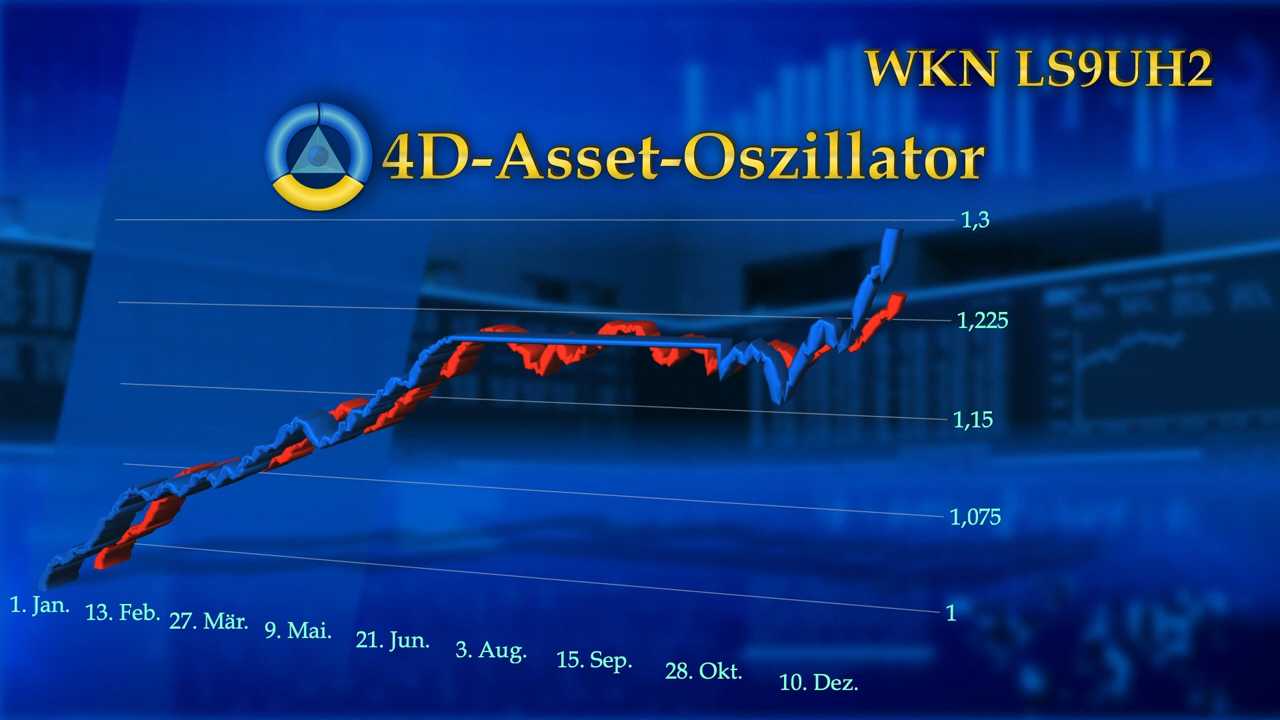 WKN LS9UH2
4D-Asset-Oszillator
1,3
1,225
1,15
1,075
1
1. Jan.
13. Feb.
27. Mär.
9. Mai.
21. Jun.
3. Aug.
15. Sep.
28. Okt.
10. Dez.